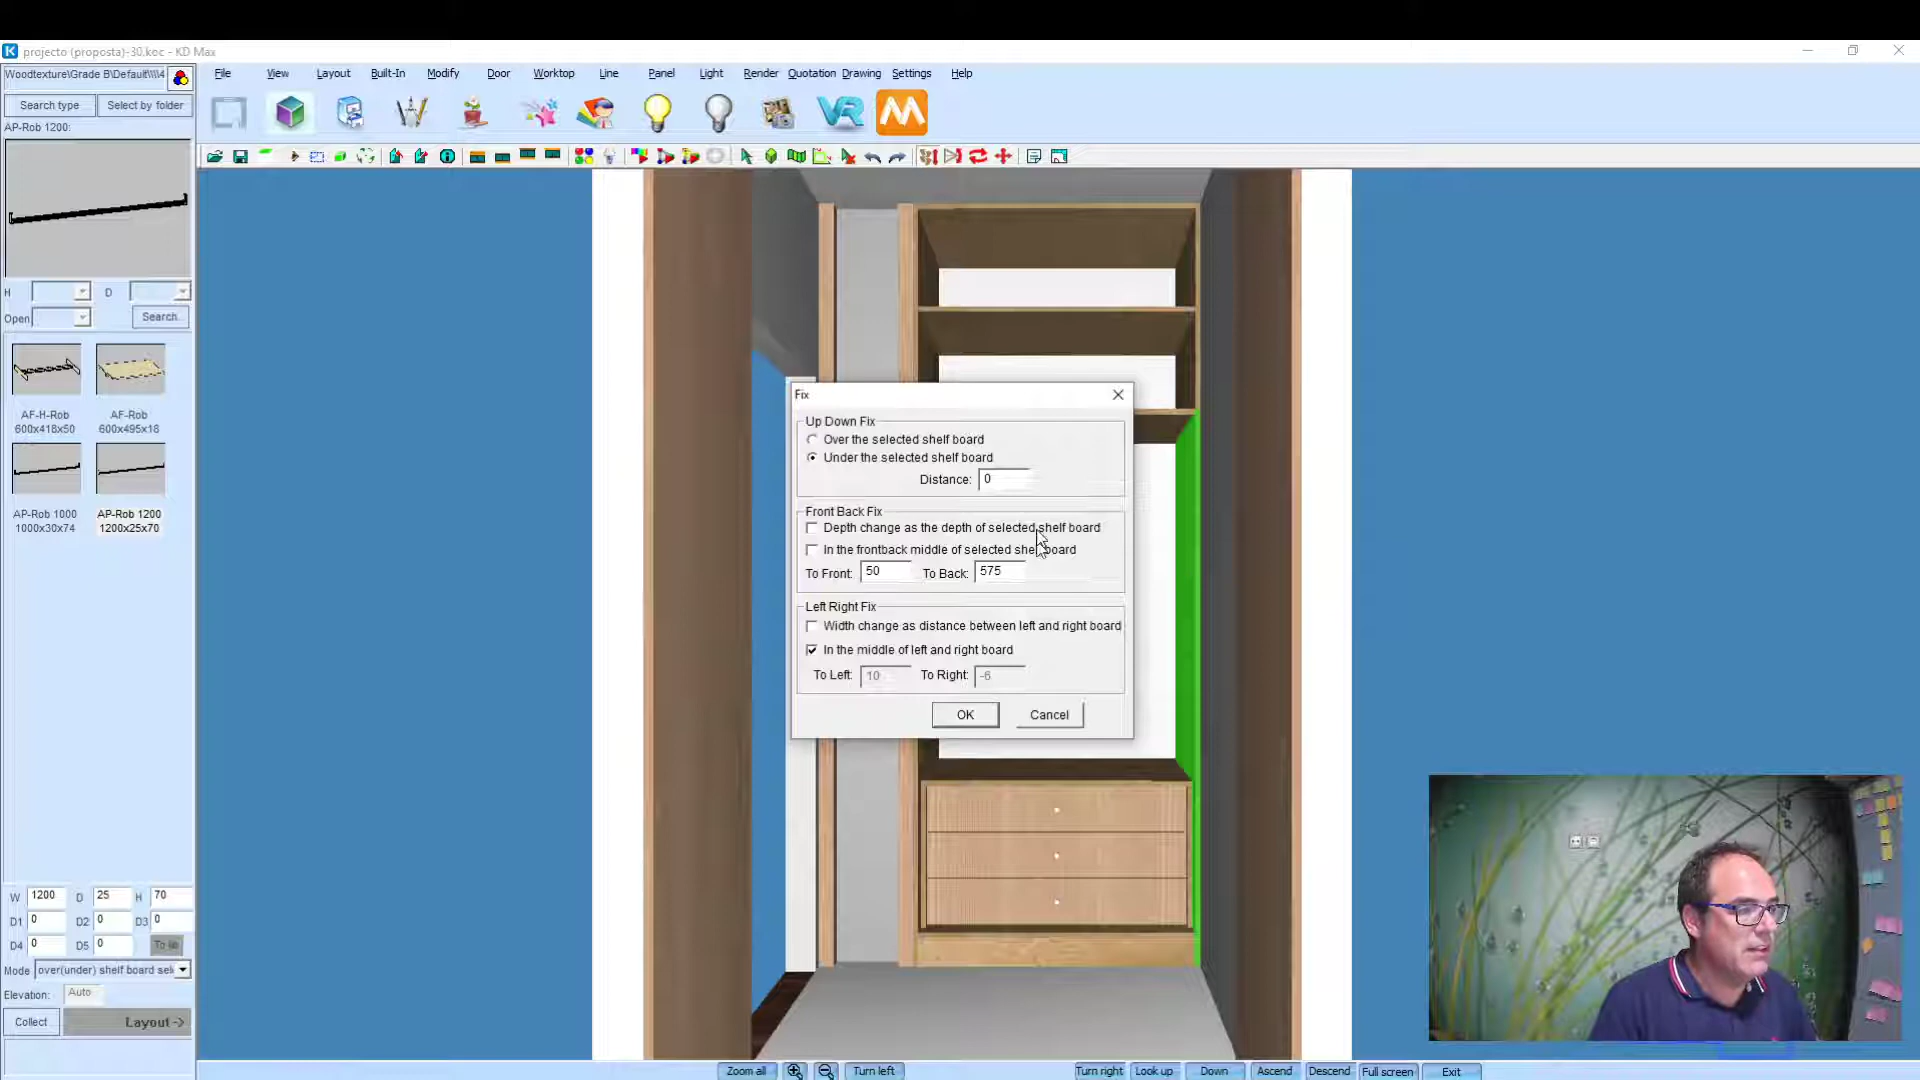 projecto (proposta)-30.koc - KD Max
Woodtexture\Grade B\Default\\\\4
File View Layout Built-In Modify Door Worktop Line Panel Light Render Quotation Drawing Settings Help
Search type Select by folder
AP-Rob 1200:
VR
H D
Open Search
AF-H-Rob AF-Rob
600x418x50 600x495x18
AP-Rob 1000 AP-Rob 1200
1000x30x74 1200x25x70
Fix
Up Down Fix
Over the selected shelf board
Under the selected shelf board
Distance: 0
Front Back Fix
Depth change as the depth of selected shelf board
In the frontback middle of selected shelf board
To Front: 50 To Back: 575
Left Right Fix
Width change as distance between left and right board
In the middle of left and right board
To Left: 10 To Right: -6
OK Cancel
W 1200 D 25 H 70
D1 0 D2 0 D3 0
D4 0 D5 0 To lib
Mode over(under) shelf board sele
Elevation: Auto
Collect Layout ->
Zoom all Turn left Turn right Look up Down Ascend Descend Full screen Exit